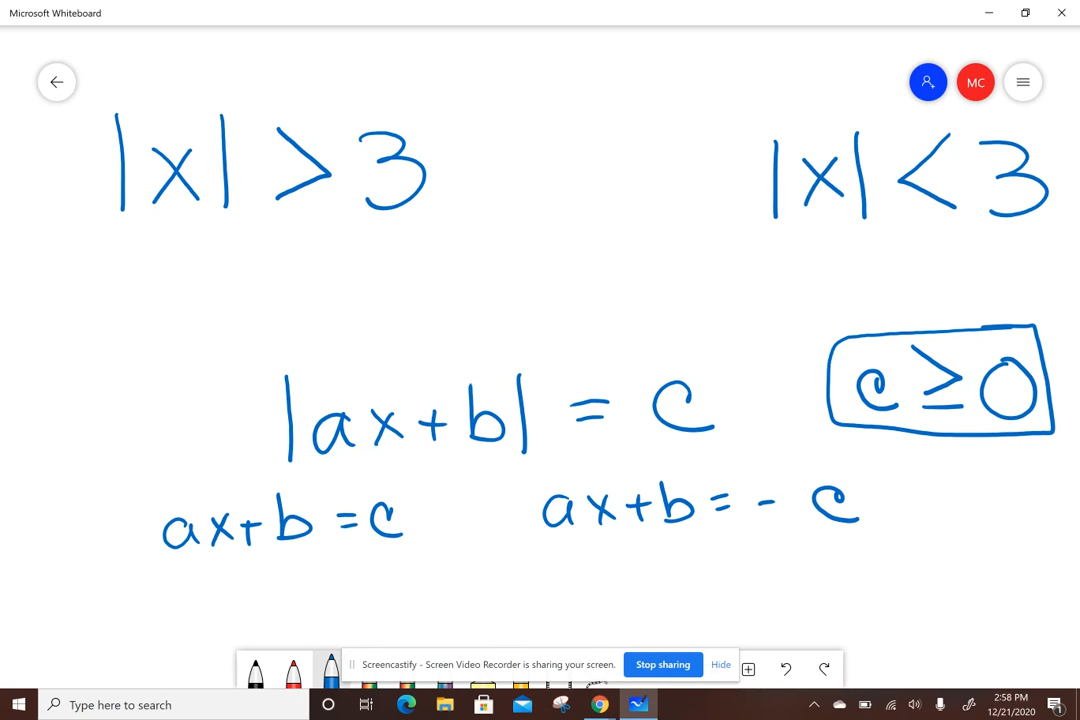 Microsoft Whiteboard
MC
|x| > 3
|x| < 3
c ≥ 0
|ax+b| = c
ax+b = c
ax+b = - c
Screencastify - Screen Video Recorder is sharing your screen.
Stop sharing
Hide
Type here to search
2:58 PM
12/21/2020
1